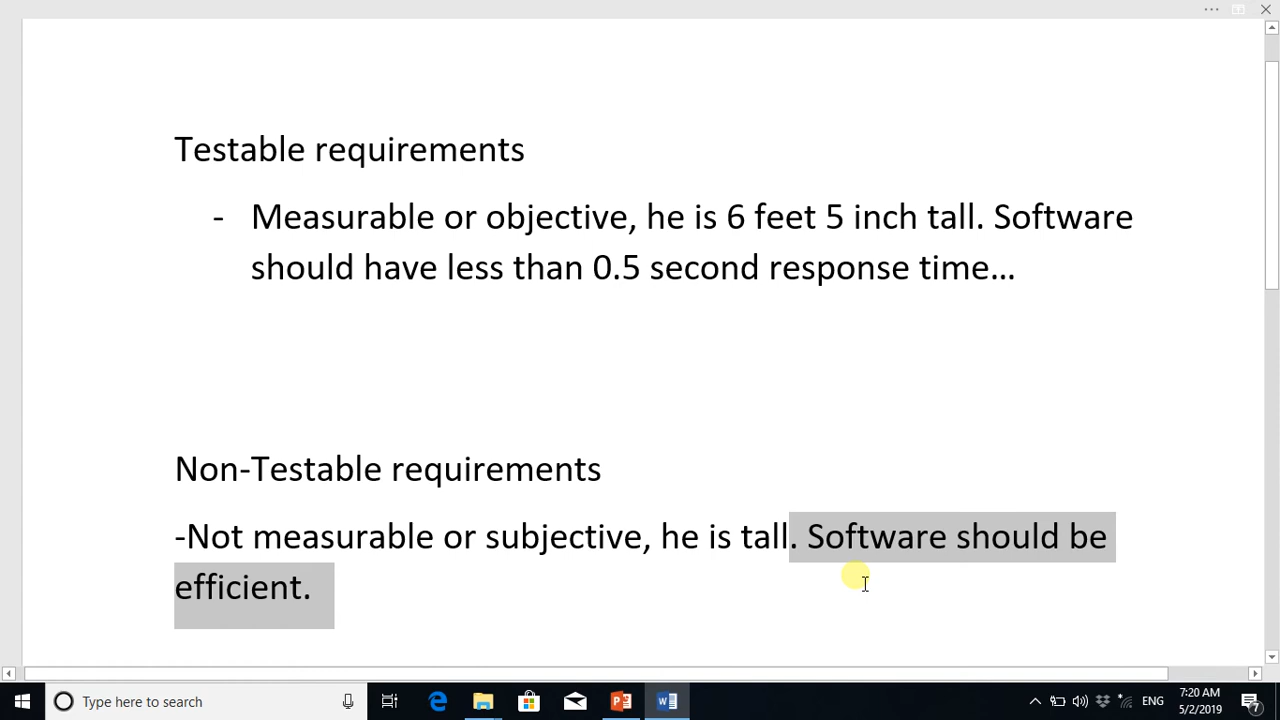 Testable requirements
- Measurable or objective, he is 6 feet 5 inch tall. Software
should have less than 0.5 second response time...
Non-Testable requirements
-Not measurable or subjective, he is tall. Software should be
efficient.
Type here to search
ENG
7:20 AM
5/2/2019
7